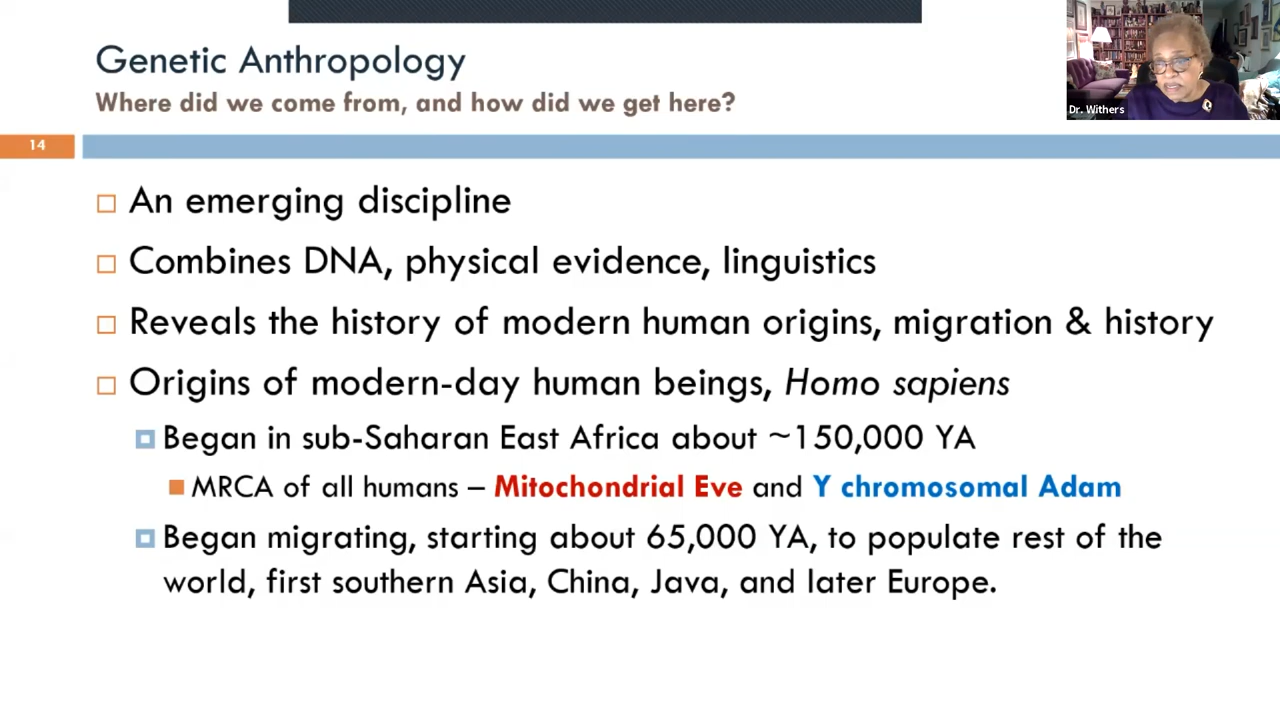 Genetic Anthropology
Where did we come from, and how did we get here?
Dr. Withers
14
An emerging discipline
Combines DNA, physical evidence, linguistics
Reveals the history of modern human origins, migration & history
Origins of modern-day human beings, Homo sapiens
Began in sub-Saharan East Africa about ~150,000 YA
MRCA of all humans – Mitochondrial Eve and Y chromosomal Adam
Began migrating, starting about 65,000 YA, to populate rest of the
world, first southern Asia, China, Java, and later Europe.